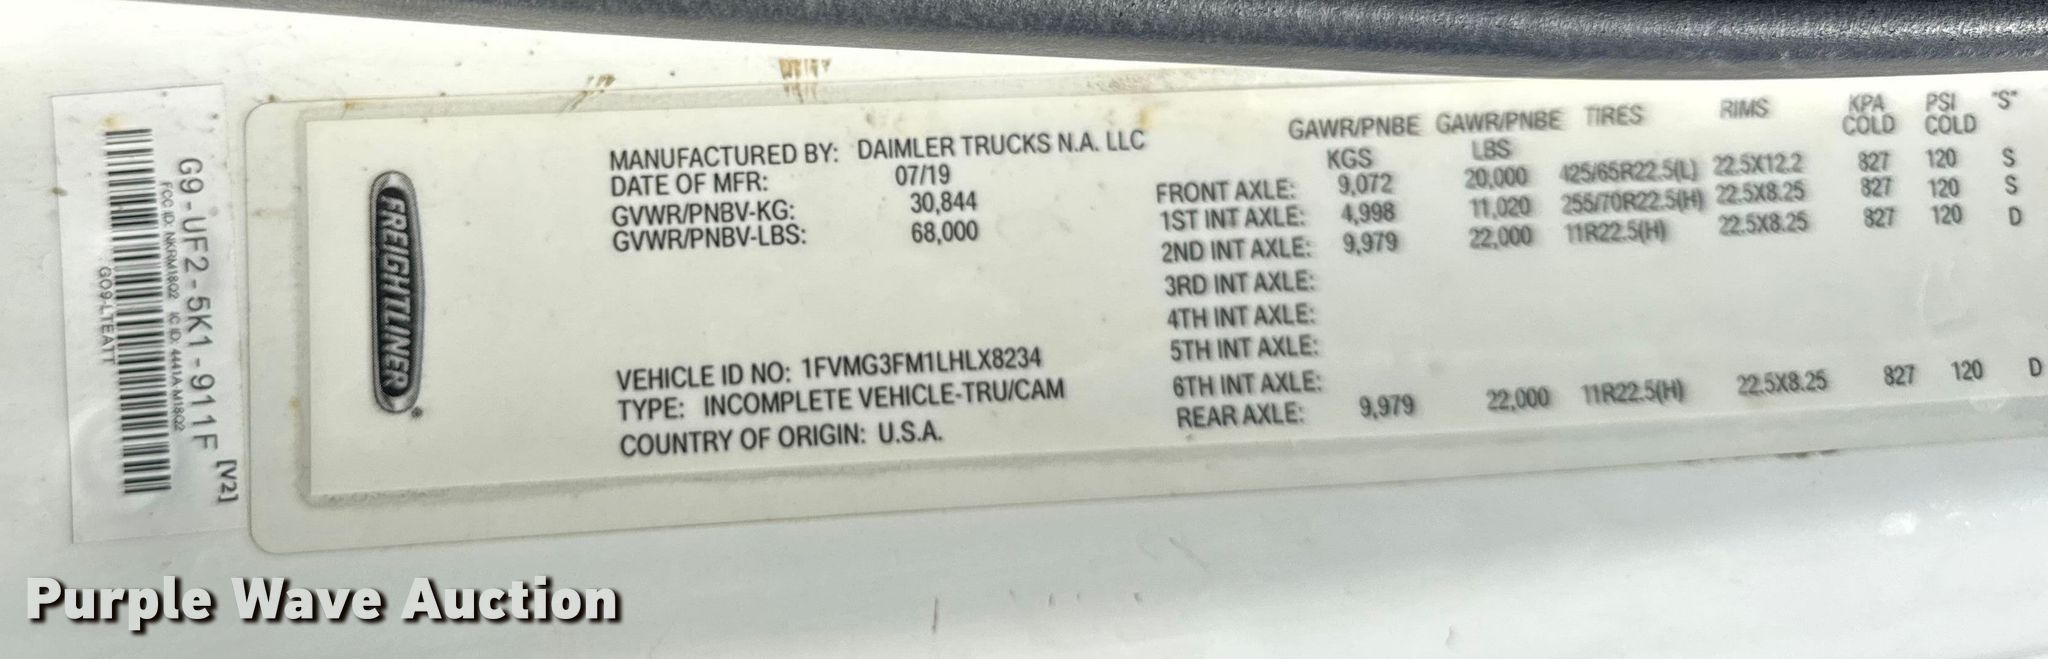 G9-UF2-5K1-911F [V2]
FCC ID: NKRM18Q2 IC ID: 4441A-M18Q2
GO9-LTEATT
FREIGHTLINER
MANUFACTURED BY: DAIMLER TRUCKS N.A. LLC
DATE OF MFR: 07/19
GVWR/PNBV-KG: 30,844
GVWR/PNBV-LBS: 68,000
VEHICLE ID NO: 1FVMG3FM1LHLX8234
TYPE: INCOMPLETE VEHICLE-TRU/CAM
COUNTRY OF ORIGIN: U.S.A.
GAWR/PNBE GAWR/PNBE TIRES RIMS KPA PSI "S"
KGS LBS COLD COLD
FRONT AXLE: 9,072 20,000 425/65R22.5(L) 22.5X12.2 827 120 S
1ST INT AXLE: 4,998 11,020 255/70R22.5(H) 22.5X8.25 827 120 S
2ND INT AXLE: 9,979 22,000 11R22.5(H) 22.5X8.25 827 120 D
3RD INT AXLE:
4TH INT AXLE:
5TH INT AXLE:
6TH INT AXLE:
REAR AXLE: 9,979 22,000 11R22.5(H) 22.5X8.25 827 120 D
Purple Wave Auction